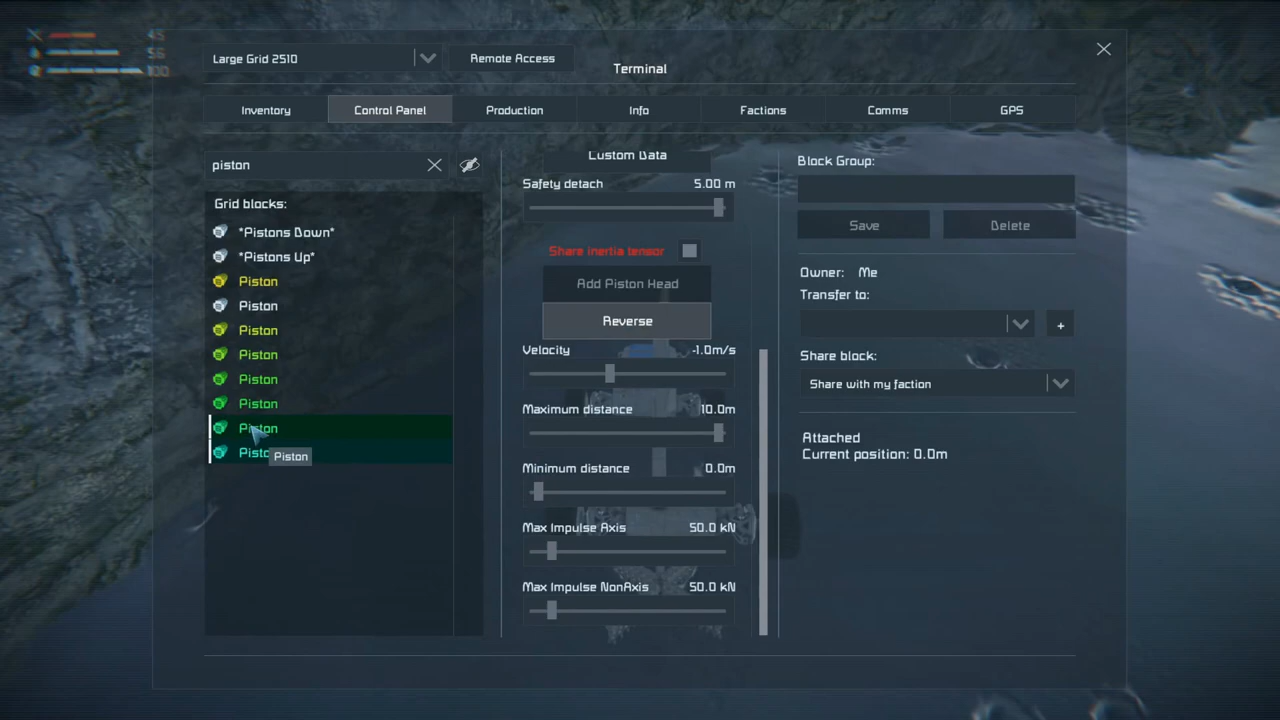 45
56
100
Large Grid 2510
Remote Access
Terminal
Inventory
Control Panel
Production
Info
Factions
Comms
GPS
piston
Grid blocks:
*Pistons Down*
*Pistons Up*
Piston
Piston
Piston
Piston
Piston
Piston
Piston
Pisto
Piston
Custom Data
Safety detach 5.00 m
Share inertia tensor
Add Piston Head
Reverse
Velocity -1.0m/s
Maximum distance 10.0m
Minimum distance 0.0m
Max Impulse Axis 50.0 kN
Max Impulse NonAxis 50.0 kN
Block Group:
Save
Delete
Owner: Me
Transfer to:
+
Share block:
Share with my faction
Attached
Current position: 0.0m